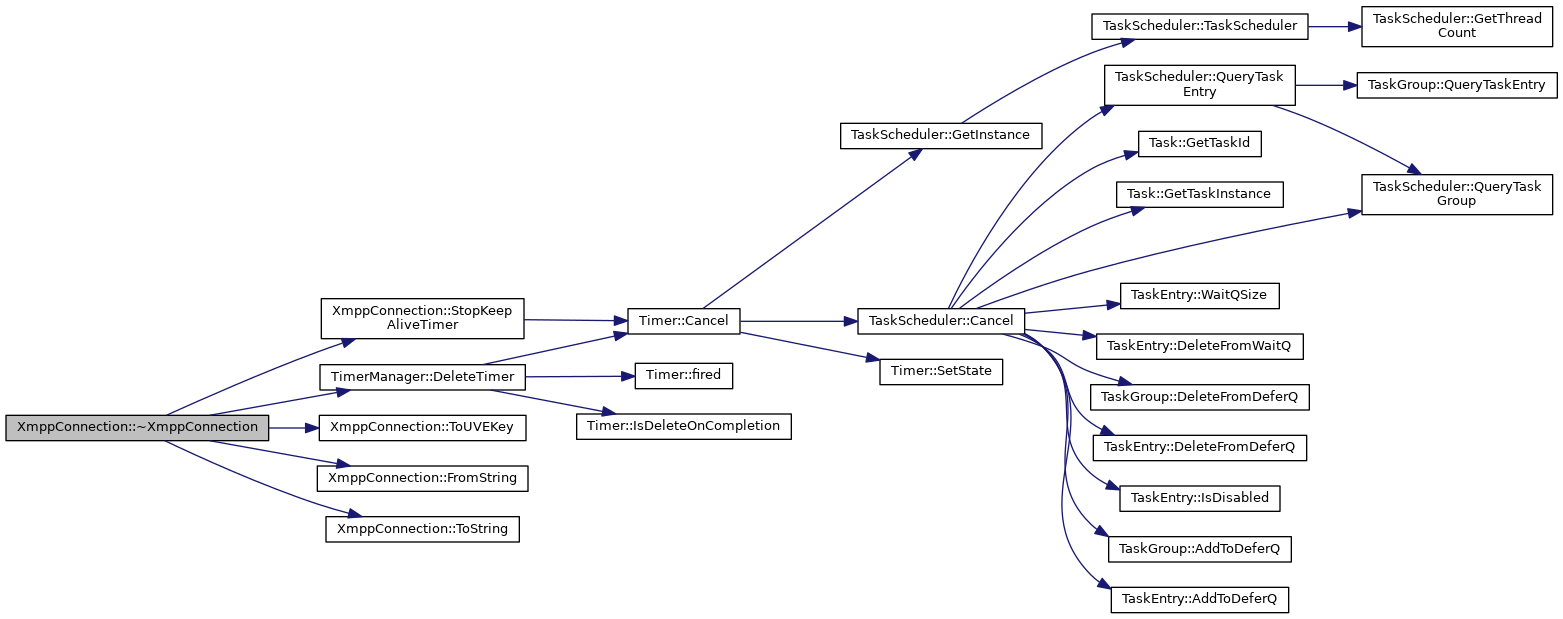 TaskScheduler::TaskScheduler
TaskScheduler::GetThread
Count
TaskScheduler::QueryTask
Entry
TaskGroup::QueryTaskEntry
TaskScheduler::GetInstance
Task::GetTaskId
Task::GetTaskInstance
TaskScheduler::QueryTask
Group
XmppConnection::StopKeep
AliveTimer
Timer::Cancel
TaskScheduler::Cancel
TaskEntry::WaitQSize
TaskEntry::DeleteFromWaitQ
TimerManager::DeleteTimer
Timer::fired
Timer::SetState
TaskGroup::DeleteFromDeferQ
XmppConnection::~XmppConnection
XmppConnection::ToUVEKey
Timer::IsDeleteOnCompletion
TaskEntry::DeleteFromDeferQ
XmppConnection::FromString
TaskEntry::IsDisabled
XmppConnection::ToString
TaskGroup::AddToDeferQ
TaskEntry::AddToDeferQ